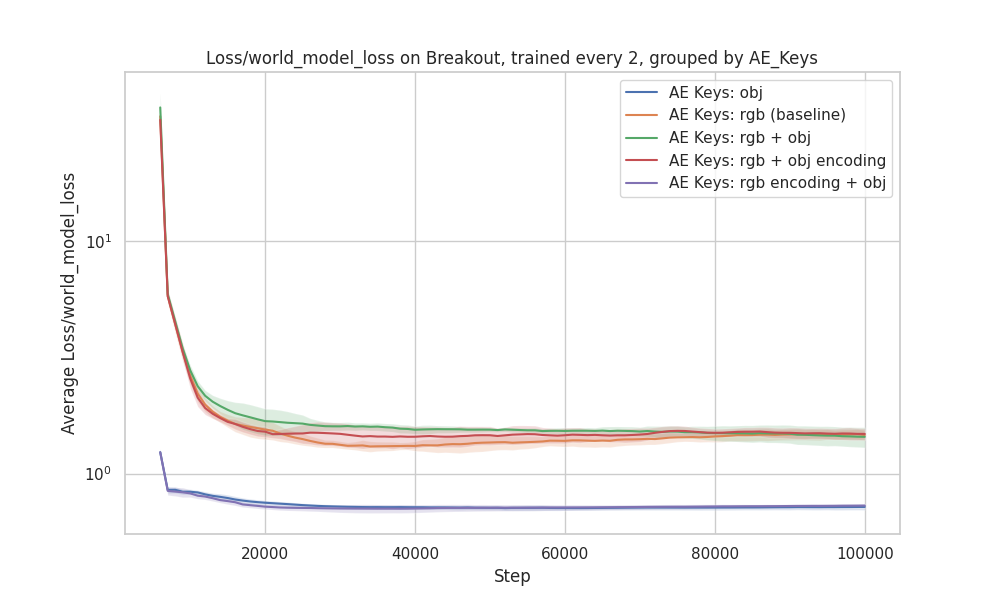 Loss/world_model_loss on Breakout, trained every 2, grouped by AE_Keys
AE Keys: obj
AE Keys: rgb (baseline)
AE Keys: rgb + obj
AE Keys: rgb + obj encoding
AE Keys: rgb encoding + obj
Average Loss/world_model_loss
10¹
10⁰
20000
40000
60000
80000
100000
Step